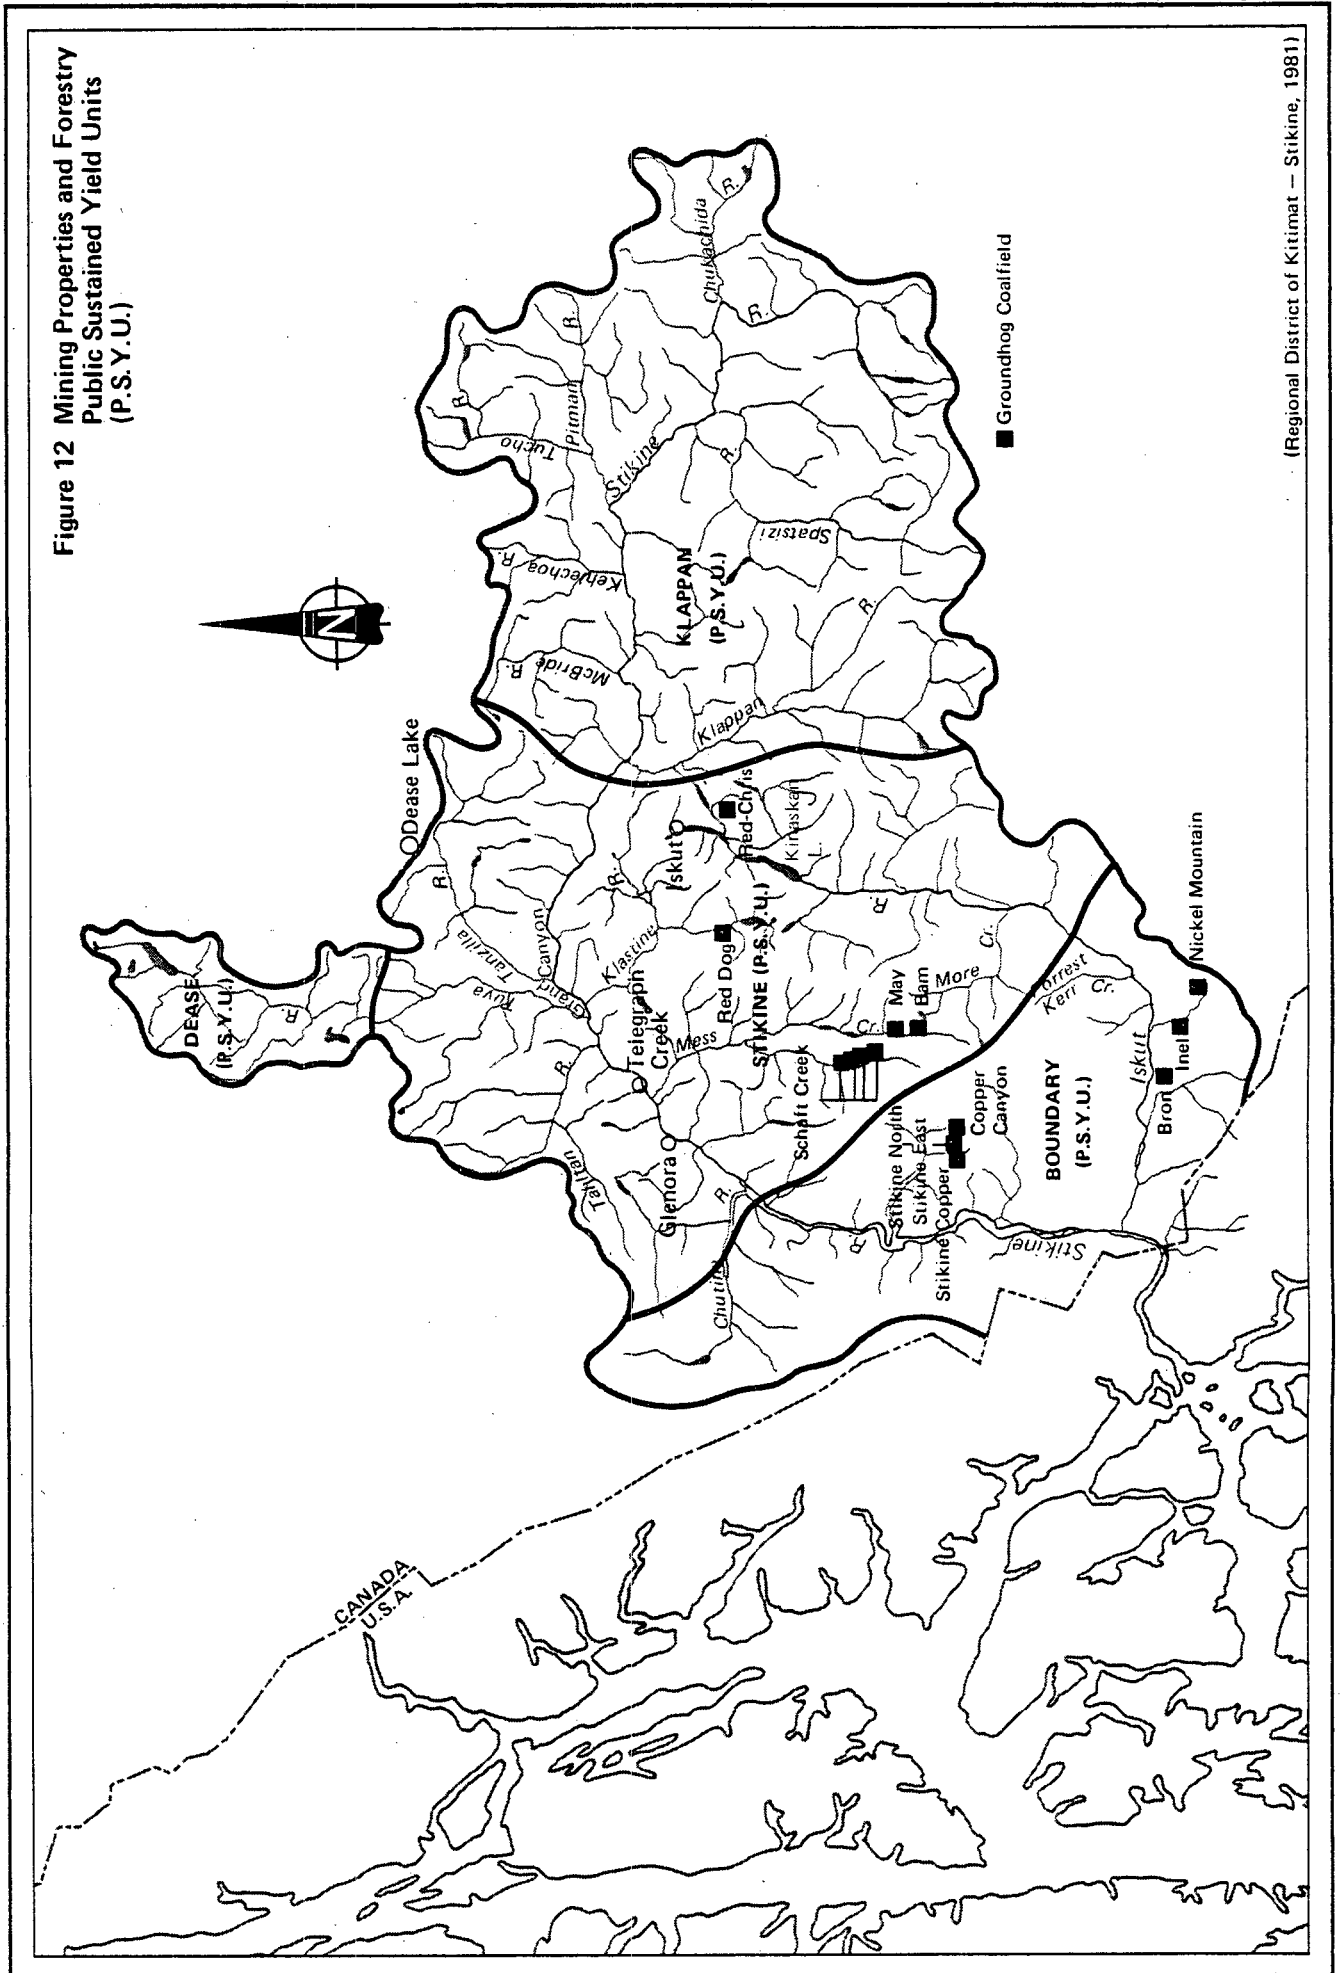 Figure 12 Mining Properties and Forestry
Public Sustained Yield Units
(P.S.Y.U.)
N
CANADA
U.S.A.
DEASE
(P.S.Y.U.)
R.
Dease Lake
Tanzilla
R.
Tuya
Grand Canyon
Tahltan
R.
Klastine
R.
Telegraph
Creek
Glenora
Iskut
Mess
Cr.
Red Dog
Red-Chris
Kinaskan
L.
STIKINE (P.S.Y.U.)
Schaft Creek
May
Bam
More
Cr.
R.
Chutine
R.
Stikine North
Stikine East
Stikine Copper
Copper
Canyon
BOUNDARY
(P.S.Y.U.)
Forrest
Kerr Cr.
Iskut
R.
Stikine
Bron
Inel
Nickel Mountain
McBride
R.
Kehlechoa
R.
Tucho
R.
Pitman
R.
Stikine
R.
Chukachida
R.
R.
KLAPPAN
(P.S.Y.U.)
Spatsizi
R.
Klappan
Groundhog Coalfield
(Regional District of Kitimat – Stikine, 1981)